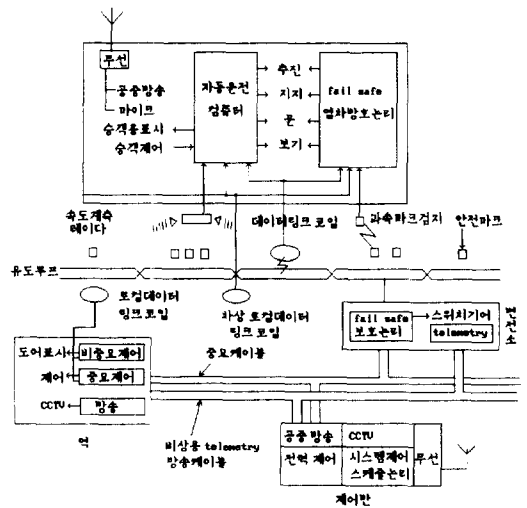 무선
공중방송
마이크
승객용표시
승객제어
자동운전
컴퓨터
추진
지지
문
보기
fail safe
열차방호논리
속도계측
레이다
데이터링크 코일
과속마크검지
안전마크
유도루프
로컬데이터
링크코일
차상 로컬데이터
링크코일
중요케이블
fail safe
보호논리
스위치기어
telemetry
변전소
도어표시
비중요제어
제어
중요제어
CCTV
방송
역
비상용 telemetry
방송케이블
공중방송
CCTV
전력제어
시스템제어
스케줄논리
무선
제어반